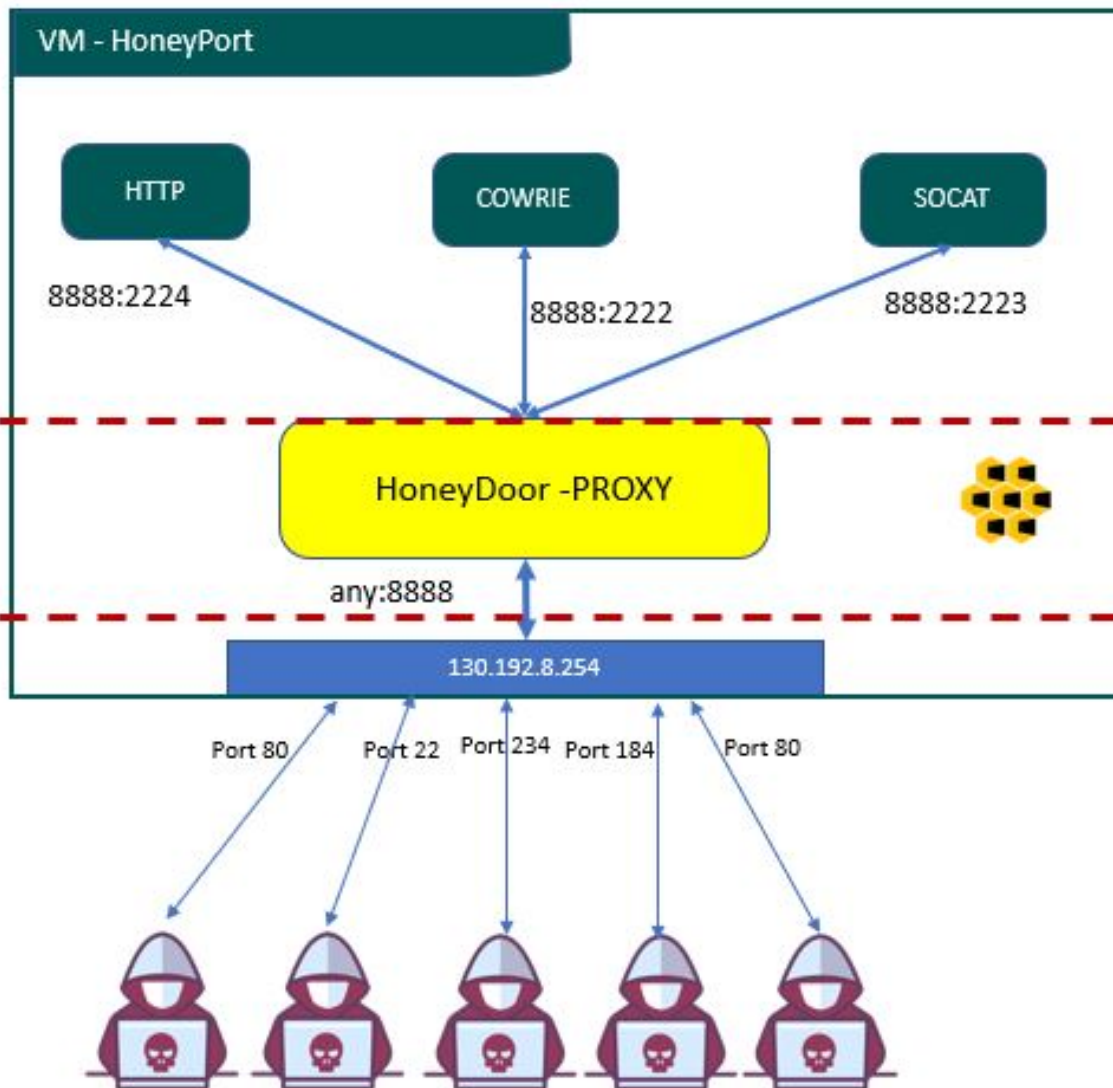 VM - HoneyPort
HTTP
COWRIE
SOCAT
8888:2224
8888:2222
8888:2223
HoneyDoor -PROXY
any:8888
130.192.8.254
Port 80
Port 22
Port 234
Port 184
Port 80